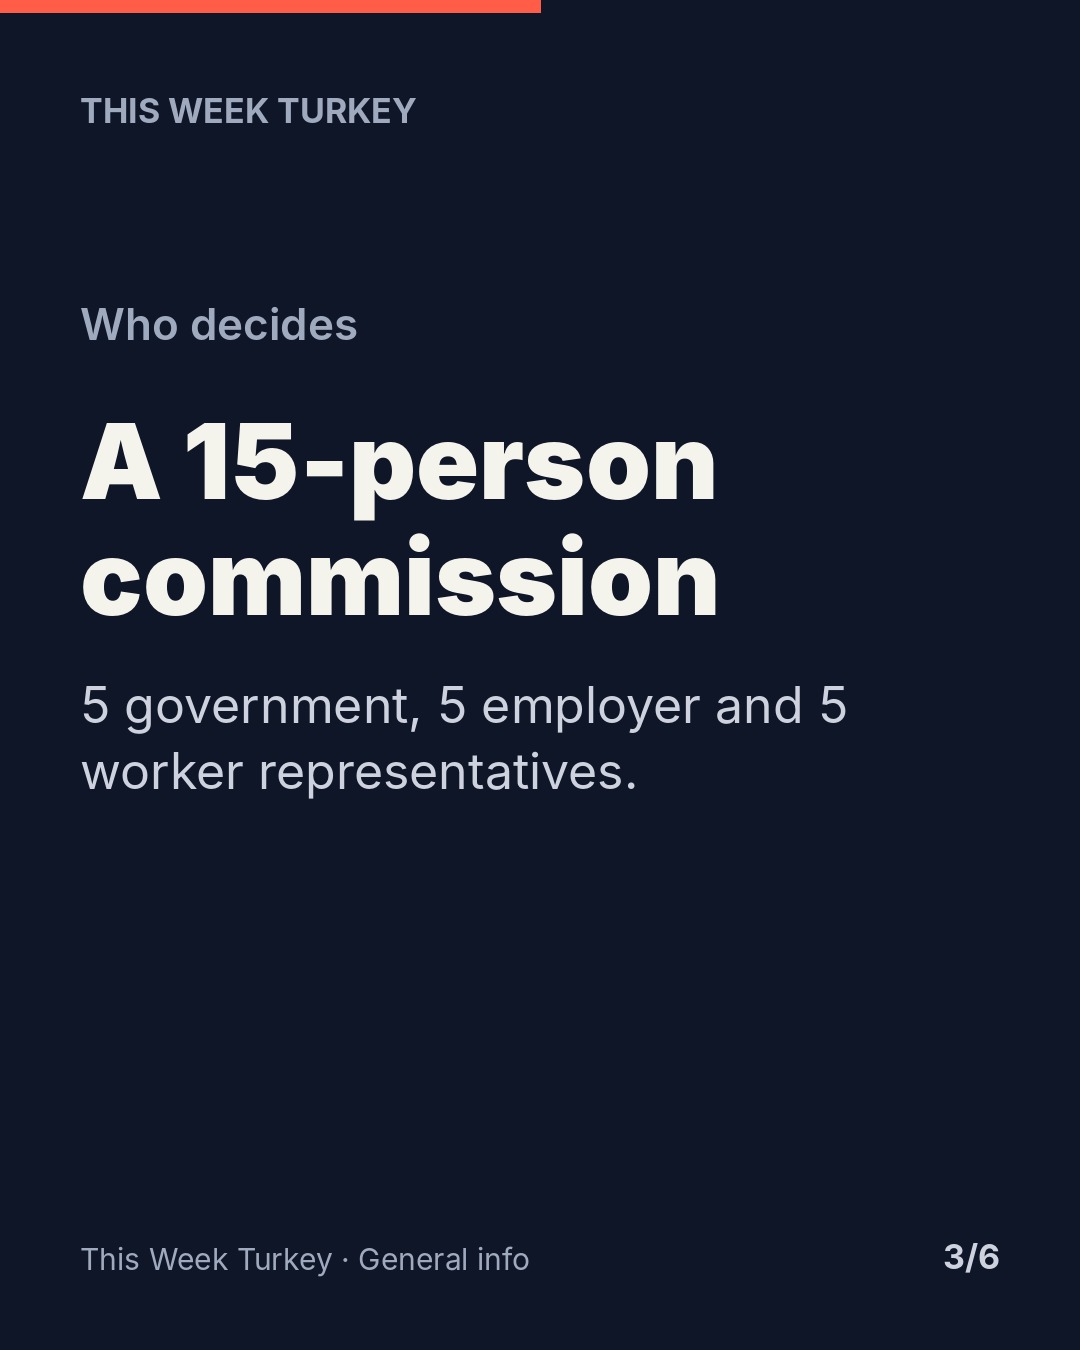 THIS WEEK TURKEY
Who decides
A 15-person
commission
5 government, 5 employer and 5
worker representatives.
This Week Turkey · General info
3/6